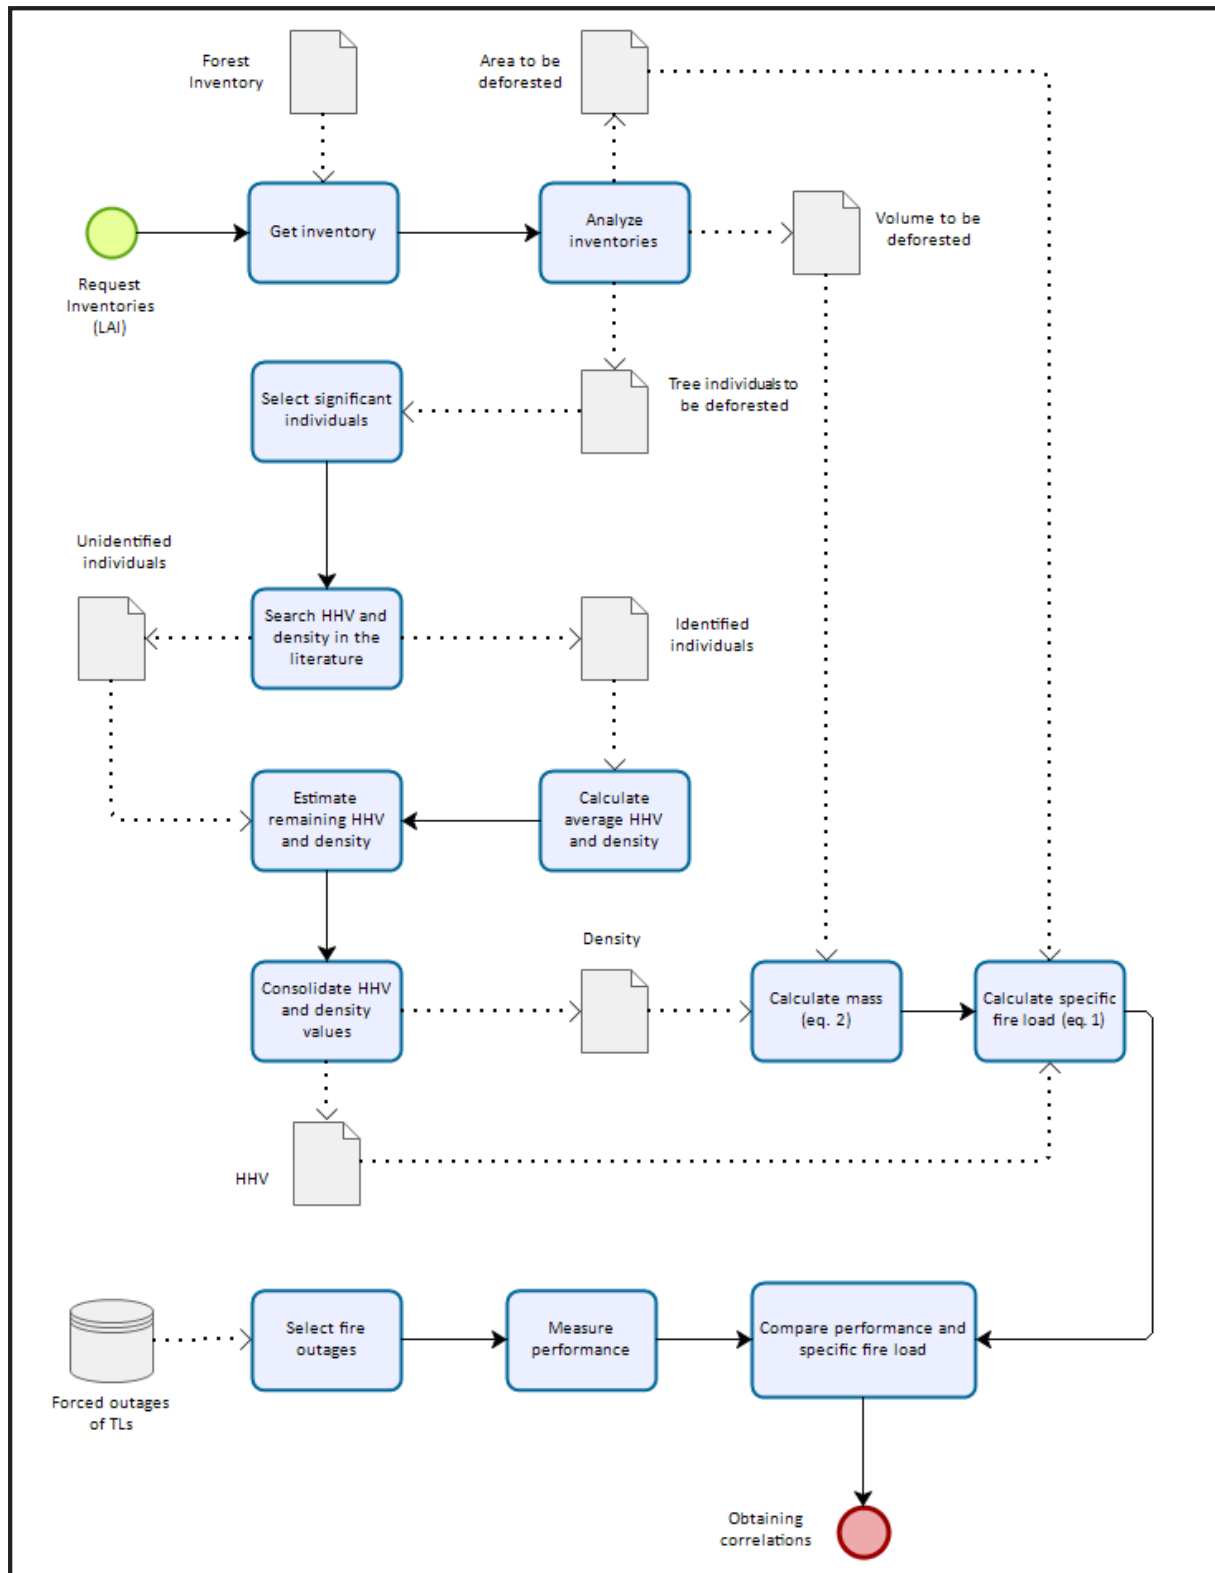 Forest
Inventory
Area to be
deforested
Get inventory
Analyze
inventories
Volume to be
deforested
Request
Inventories
(LAI)
Select significant
individuals
Tree individuals to
be deforested
Unidentified
individuals
Search HHV and
density in the
literature
Identified
individuals
Estimate
remaining HHV
and density
Calculate
average HHV
and density
Density
Consolidate HHV
and density
values
Calculate mass
(eq. 2)
Calculate specific
fire load (eq. 1)
HHV
Select fire
outages
Measure
performance
Compare performance and
specific fire load
Forced outages
of TLs
Obtaining
correlations